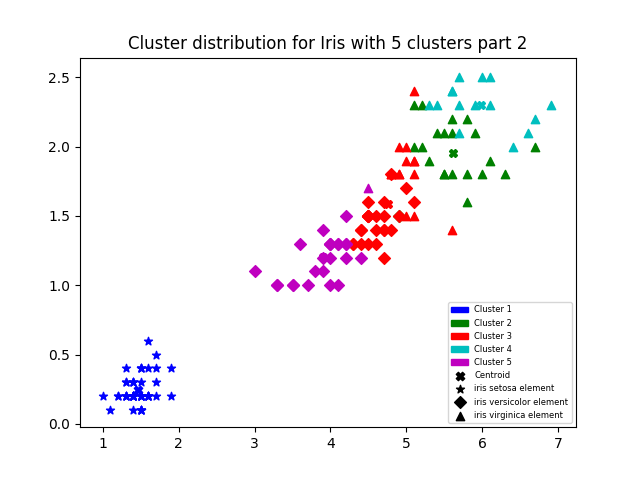 Cluster distribution for Iris with 5 clusters part 2
2.5
2.0
1.5
1.0
0.5
0.0
1
2
3
4
5
6
7
Cluster 1
Cluster 2
Cluster 3
Cluster 4
Cluster 5
Centroid
iris setosa element
iris versicolor element
iris virginica element